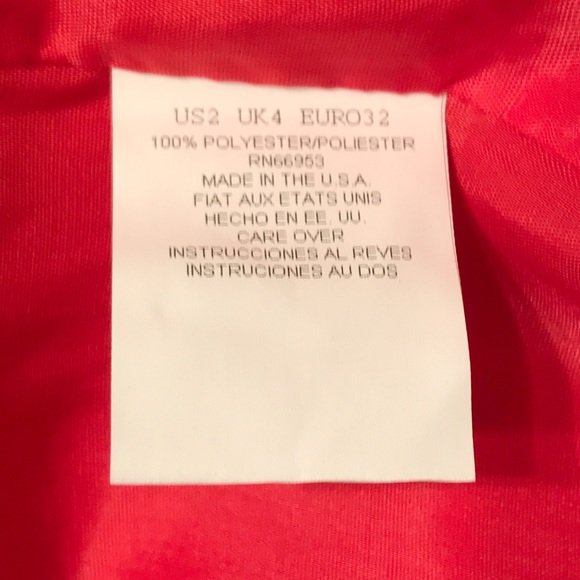 US2 UK4 EURO32
100% POLYESTER/POLIESTER
RN66953
MADE IN THE U.S.A.
FIAT AUX ETATS UNIS
HECHO EN EE. UU.
CARE OVER
INSTRUCCIONES AL REVES
INSTRUCIONES AU DOS